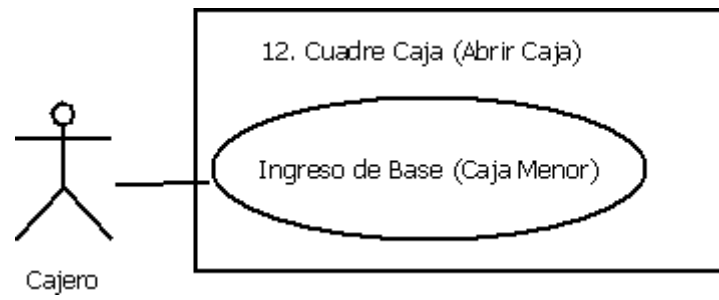 12. Cuadre Caja (Abrir Caja)
Ingreso de Base (Caja Menor)
Cajero